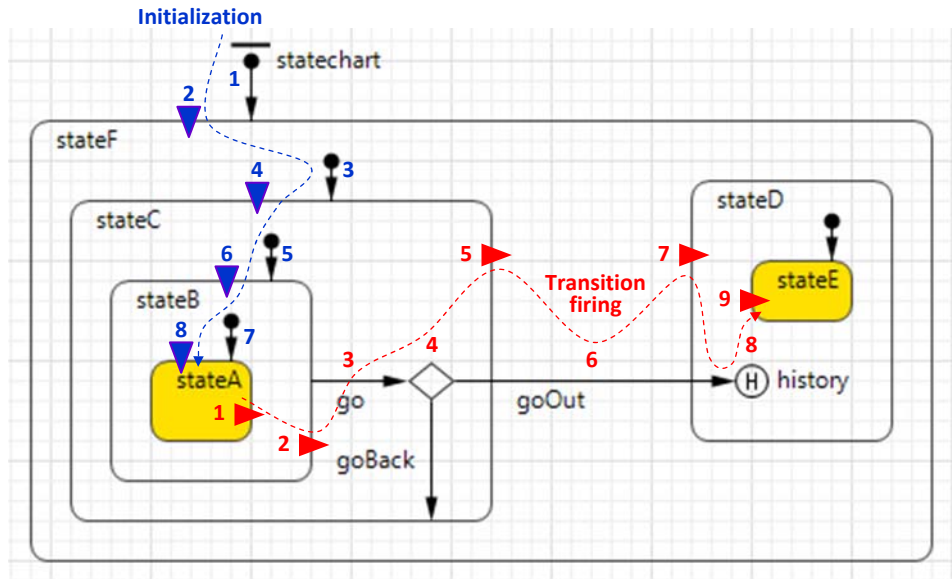 Initialization
statechart
1
2
stateF
3
4
stateD
stateC
5
6
5
7
stateE
stateB
Transition
firing
9
8
7
stateA
3
4
6
8
1
go
goOut
H
history
2
goBack